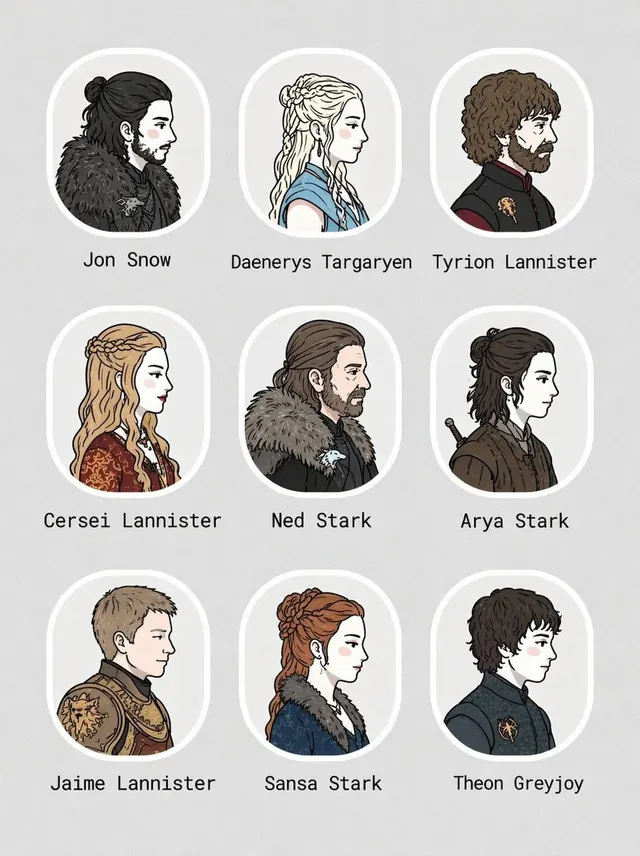 Jon Snow
Daenerys Targaryen
Tyrion Lannister
Cersei Lannister
Ned Stark
Arya Stark
Jaime Lannister
Sansa Stark
Theon Greyjoy